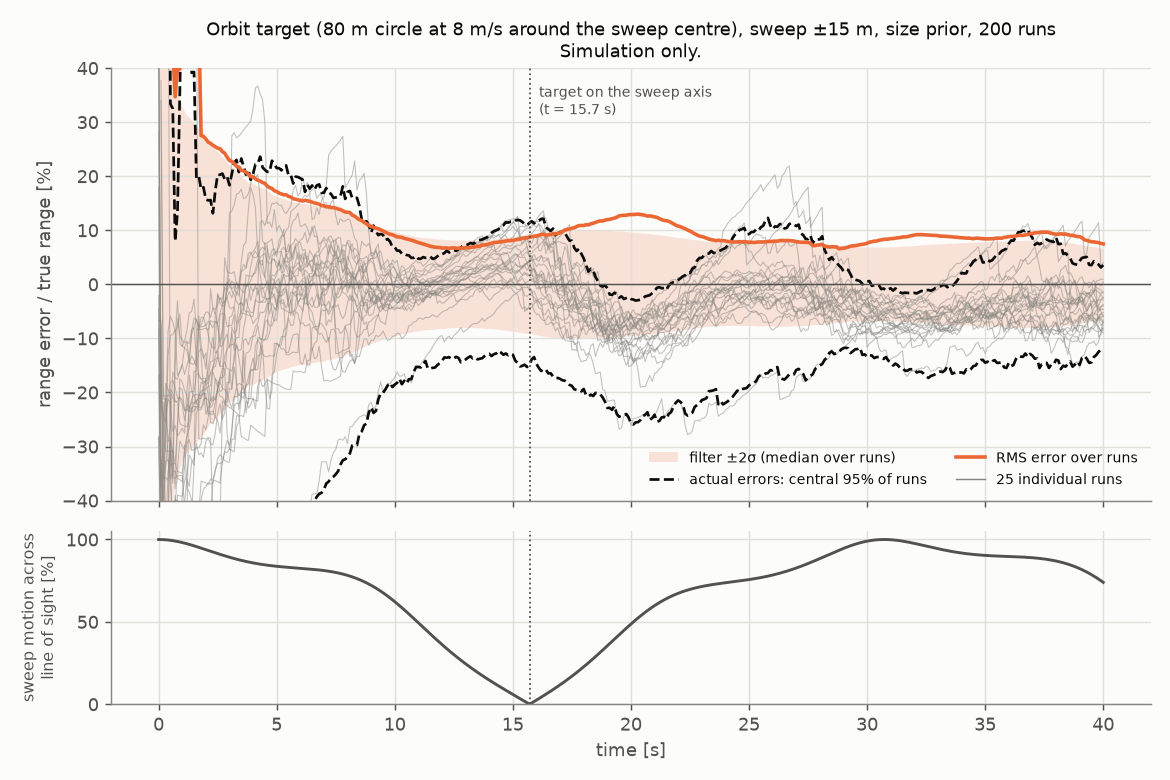 Orbit target (80 m circle at 8 m/s around the sweep centre), sweep ±15 m, size prior, 200 runs
Simulation only.
range error / true range [%]
40
30
20
10
0
−10
−20
−30
−40
target on the sweep axis
(t = 15.7 s)
filter ±2σ (median over runs)
RMS error over runs
actual errors: central 95% of runs
25 individual runs
sweep motion across
line of sight [%]
100
50
0
0 5 10 15 20 25 30 35 40
time [s]